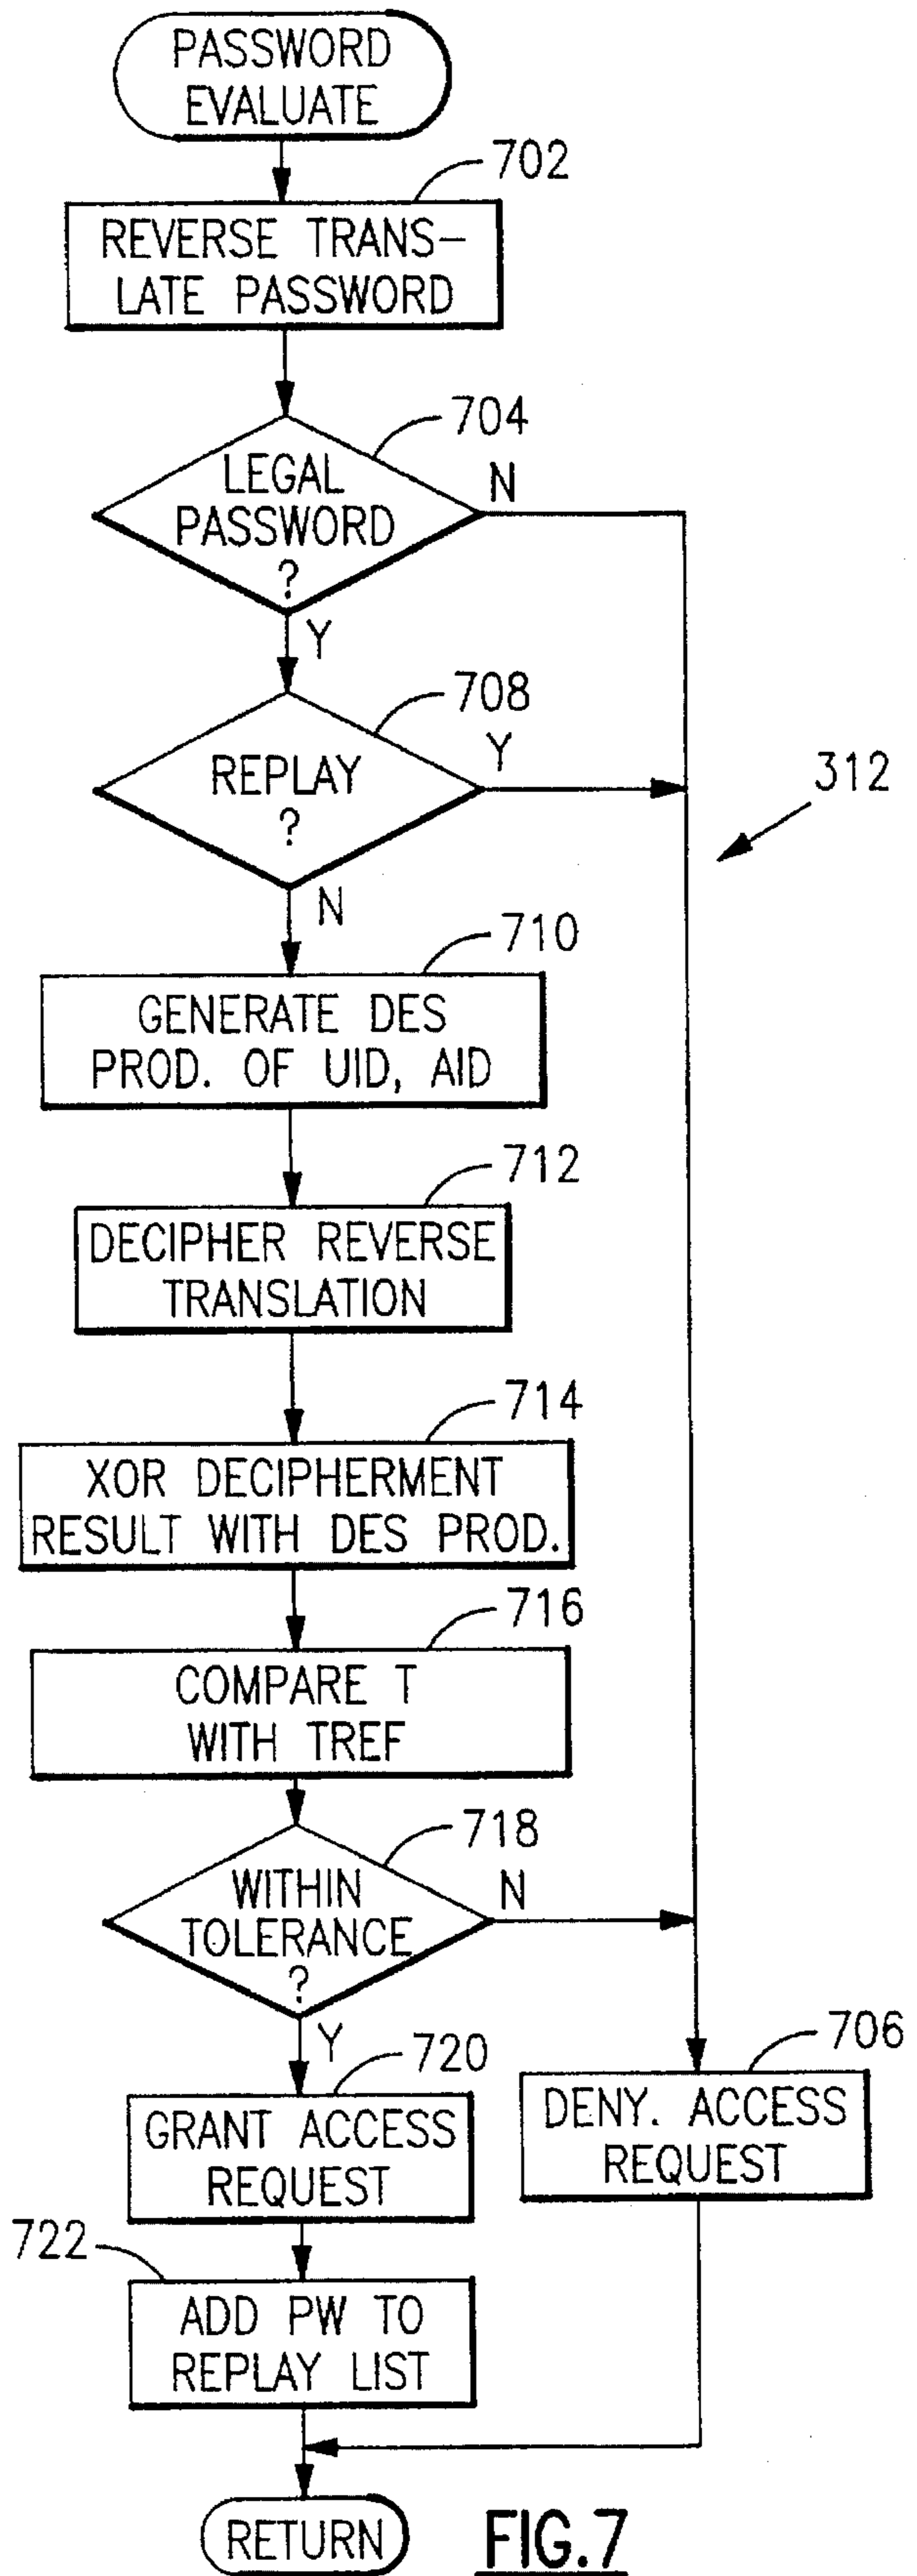 PASSWORD
EVALUATE
702
REVERSE TRANS-
LATE PASSWORD
704
LEGAL
PASSWORD
?
N
Y
708
REPLAY
?
Y
N
312
710
GENERATE DES
PROD. OF UID, AID
712
DECIPHER REVERSE
TRANSLATION
714
XOR DECIPHERMENT
RESULT WITH DES PROD.
716
COMPARE T
WITH TREF
718
WITHIN
TOLERANCE
?
N
Y
720
GRANT ACCESS
REQUEST
706
DENY. ACCESS
REQUEST
722
ADD PW TO
REPLAY LIST
RETURN
FIG.7